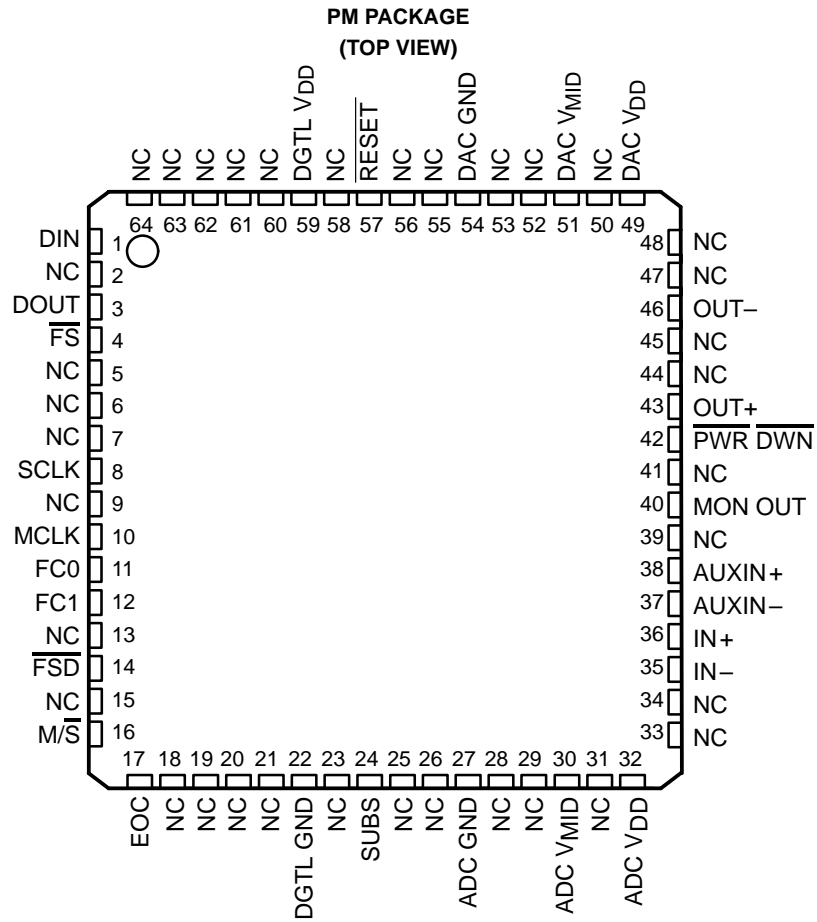 PM PACKAGE
(TOP VIEW)
NC
NC
NC
NC
NC
DGTL VDD
NC
RESET
NC
NC
DAC GND
NC
NC
DAC VMID
NC
DAC VDD
64 63 62 61 60 59 58 57 56 55 54 53 52 51 50 49
DIN 1
NC 2
DOUT 3
FS 4
NC 5
NC 6
NC 7
SCLK 8
NC 9
MCLK 10
FC0 11
FC1 12
NC 13
FSD 14
NC 15
M/S 16
48 NC
47 NC
46 OUT–
45 NC
44 NC
43 OUT+
42 PWR DWN
41 NC
40 MON OUT
39 NC
38 AUXIN+
37 AUXIN–
36 IN+
35 IN–
34 NC
33 NC
17 18 19 20 21 22 23 24 25 26 27 28 29 30 31 32
EOC
NC
NC
NC
NC
DGTL GND
NC
SUBS
NC
NC
ADC GND
NC
NC
ADC VMID
NC
ADC VDD